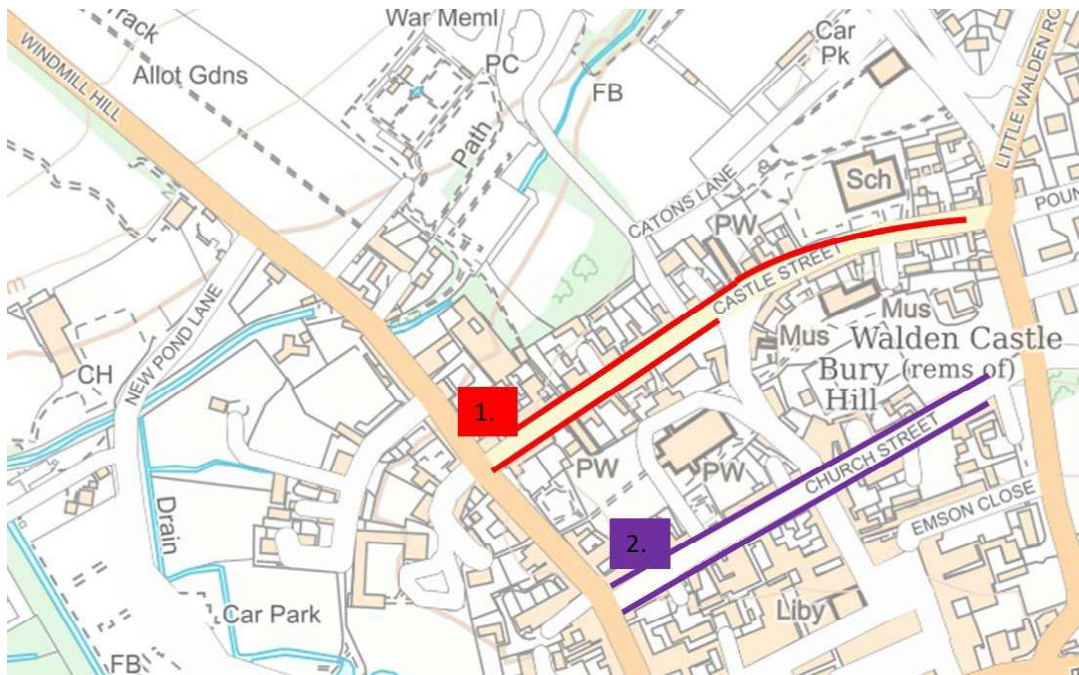 Track
War Meml
PC
Car
Pk
LITTLE WALDEN RO
WINDMILL HILL
Allot Gdns
FB
Path
CATONS LANE
Sch
PW
POUN
CASTLE STREET
Mus
Mus
Walden Castle
Bury (rems of)
Hill
NEW POND LANE
CH
1.
PW
PW
CHURCH STREET
EMSON CLOSE
2.
Drain
Liby
Car Park
FB